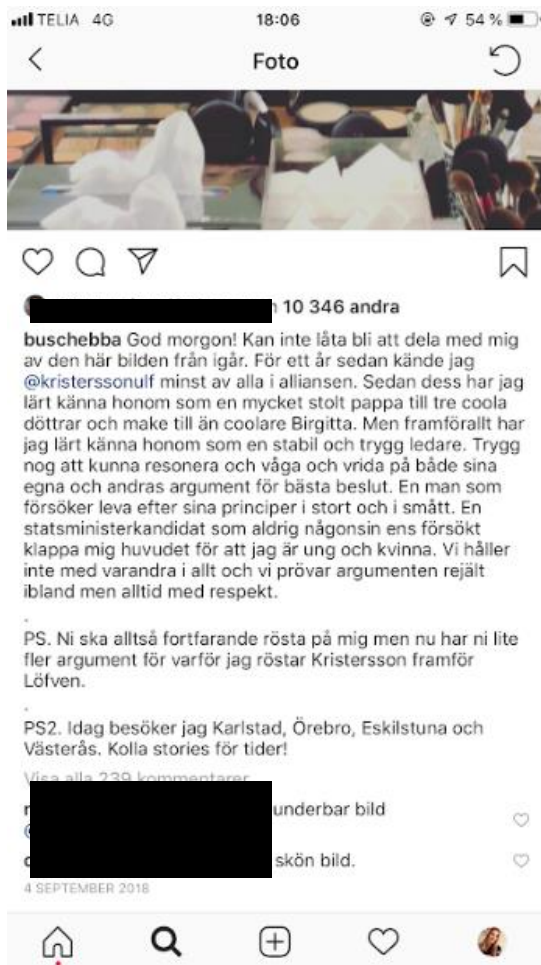 TELIA 4G 18:06 54 %
Foto
10 346 andra
buschebba God morgon! Kan inte låta bli att dela med mig
av den här bilden från igår. För ett år sedan kände jag
@kristerssonulf minst av alla i alliansen. Sedan dess har jag
lärt känna honom som en mycket stolt pappa till tre coola
döttrar och make till än coolare Birgitta. Men framförallt har
jag lärt känna honom som en stabil och trygg ledare. Trygg
nog att kunna resonera och våga och vrida på både sina
egna och andras argument för bästa beslut. En man som
försöker leva efter sina principer i stort och i smått. En
statsministerkandidat som aldrig någonsin ens försökt
klappa mig huvudet för att jag är ung och kvinna. Vi håller
inte med varandra i allt och vi prövar argumenten rejält
ibland men alltid med respekt.
.
PS. Ni ska alltså fortfarande rösta på mig men nu har ni lite
fler argument för varför jag röstar Kristersson framför
Löfven.
.
PS2. Idag besöker jag Karlstad, Örebro, Eskilstuna och
Västerås. Kolla stories för tider!
Visa alla 239 kommentarer
underbar bild
@
skön bild.
4 SEPTEMBER 2018